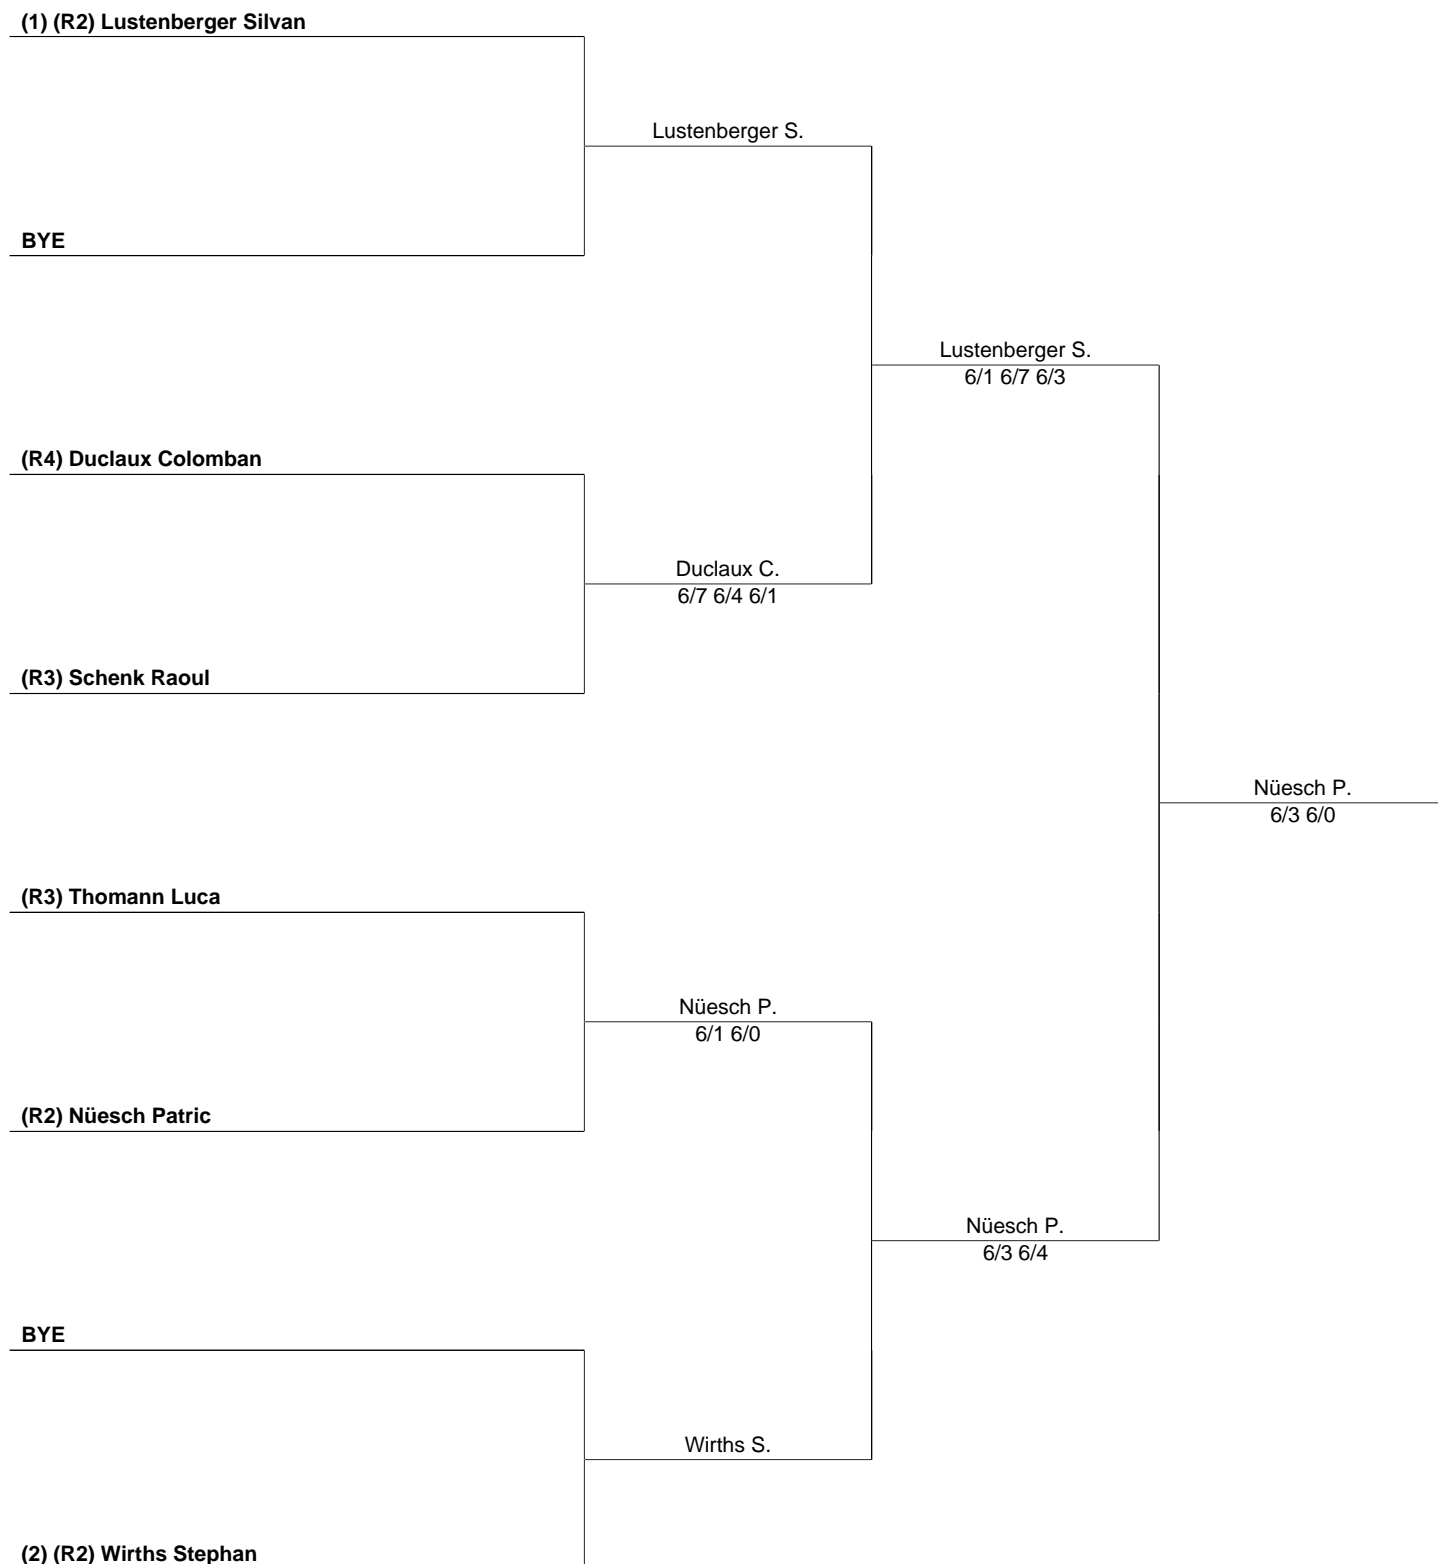 (1) (R2) Lustenberger Silvan
Lustenberger S.
BYE
Lustenberger S.
6/1 6/7 6/3
(R4) Duclaux Colomban
Duclaux C.
6/7 6/4 6/1
(R3) Schenk Raoul
Nüesch P.
6/3 6/0
(R3) Thomann Luca
Nüesch P.
6/1 6/0
(R2) Nüesch Patric
Nüesch P.
6/3 6/4
BYE
Wirths S.
(2) (R2) Wirths Stephan